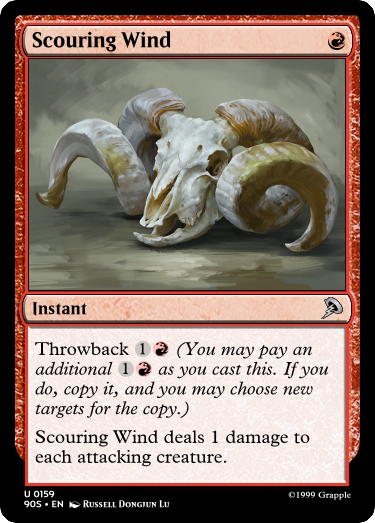 Scouring Wind
Instant
Throwback 1 (You may pay an
additional 1 as you cast this. If you
do, copy it, and you may choose new
targets for the copy.)
Scouring Wind deals 1 damage to
each attacking creature.
U 0159
90S • EN Russell Dongjun Lu
©1999 Grapple